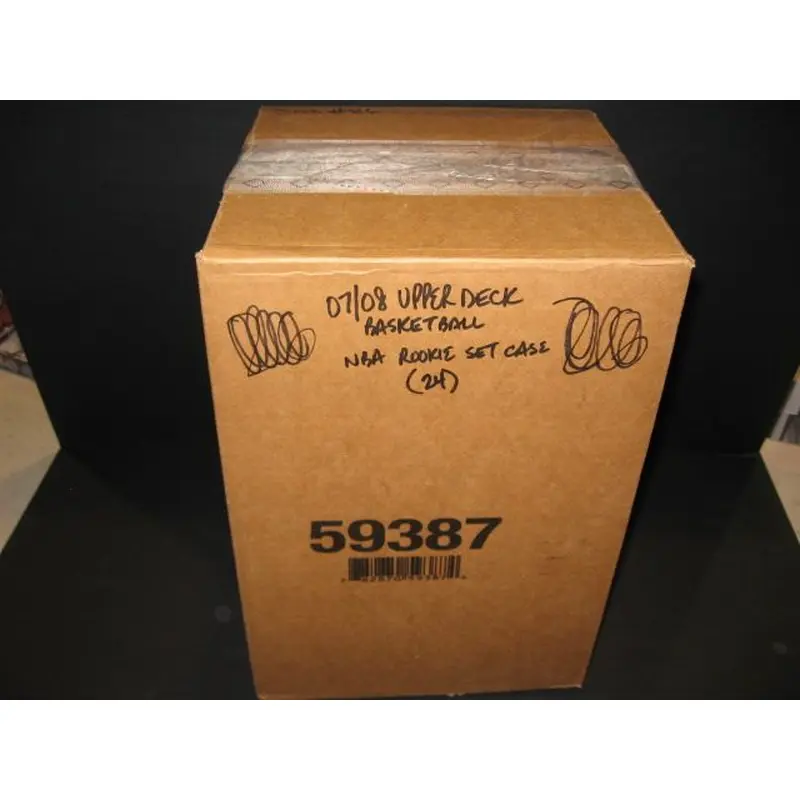 07/08 UPPER DECK
BASKETBALL
NBA ROOKIE SET CASE
(24)
59387